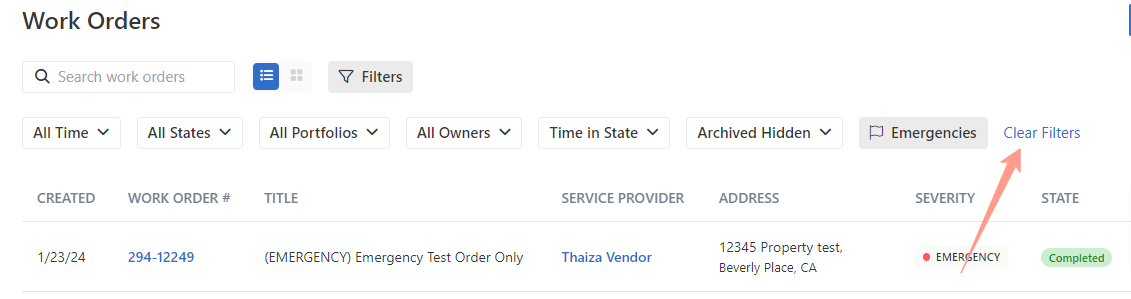 Work Orders
Search work orders
Filters
All Time All States All Portfolios All Owners Time in State Archived Hidden Emergencies Clear Filters
CREATED WORK ORDER # TITLE SERVICE PROVIDER ADDRESS SEVERITY STATE
1/23/24 294-12249 (EMERGENCY) Emergency Test Order Only Thaiza Vendor 12345 Property test, EMERGENCY Completed
Beverly Place, CA